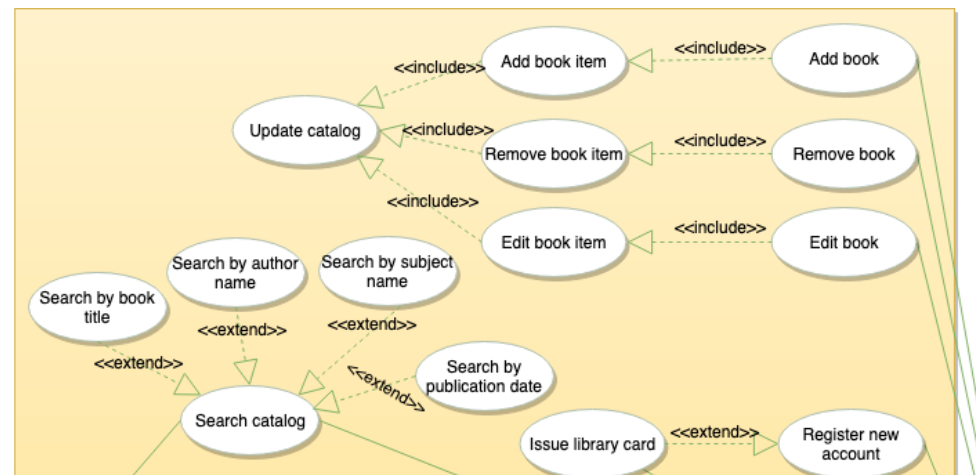 <<include>>
Add book
<<include>>
Add book item
Update catalog
<<include>>
Remove book item
<<include>>
Remove book
<<include>>
Edit book item
<<include>>
Edit book
Search by book
title
Search by author
name
Search by subject
name
<<extend>>
<<extend>>
<<extend>>
<<extend>>
Search by
publication date
Search catalog
Issue library card
<<extend>>
Register new
account